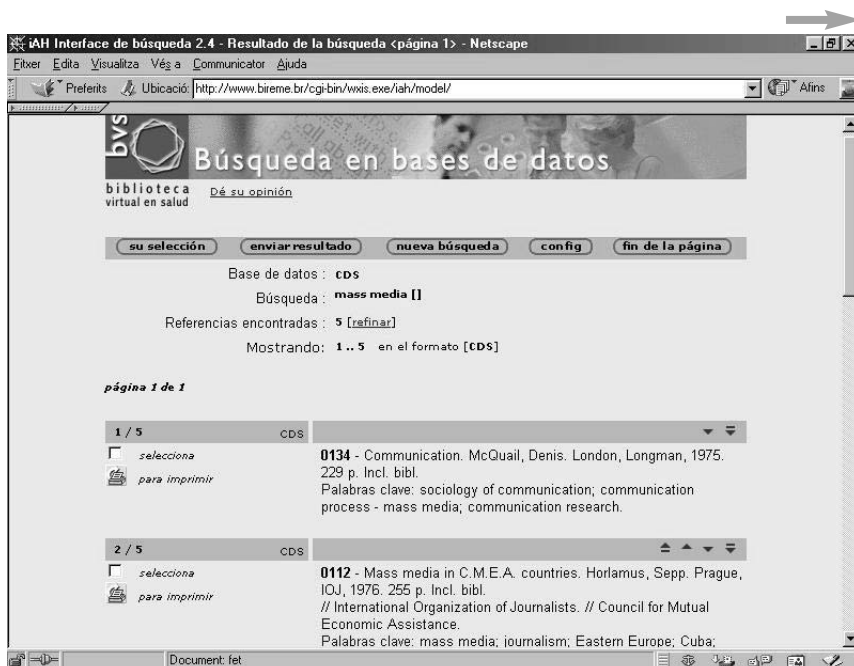 iAH Interface de búsqueda 2.4 - Resultado de la búsqueda <página 1> - Netscape
Fitxer Edita Visualitza Vés a Communicator Ajuda
Preferits Ubicació: http://www.bireme.br/cgi-bin/wxis.exe/iah/model/ Afins
bvs
Búsqueda en bases de datos
biblioteca
virtual en salud
Dé su opinión
su selección enviar resultado nueva búsqueda config fin de la página
Base de datos : CDS
Búsqueda : mass media []
Referencias encontradas : 5 [refinar]
Mostrando: 1 .. 5 en el formato [CDS]
página 1 de 1
1 / 5 CDS
selecciona
para imprimir
0134 - Communication. McQuail, Denis. London, Longman, 1975.
229 p. Incl. bibl.
Palabras clave: sociology of communication; communication
process - mass media; communication research.
2 / 5 CDS
selecciona
para imprimir
0112 - Mass media in C.M.E.A. countries. Horlamus, Sepp. Prague,
IOJ, 1976. 255 p. Incl. bibl.
// International Organization of Journalists. // Council for Mutual
Economic Assistance.
Palabras clave: mass media; journalism; Eastern Europe; Cuba;
Document: fet